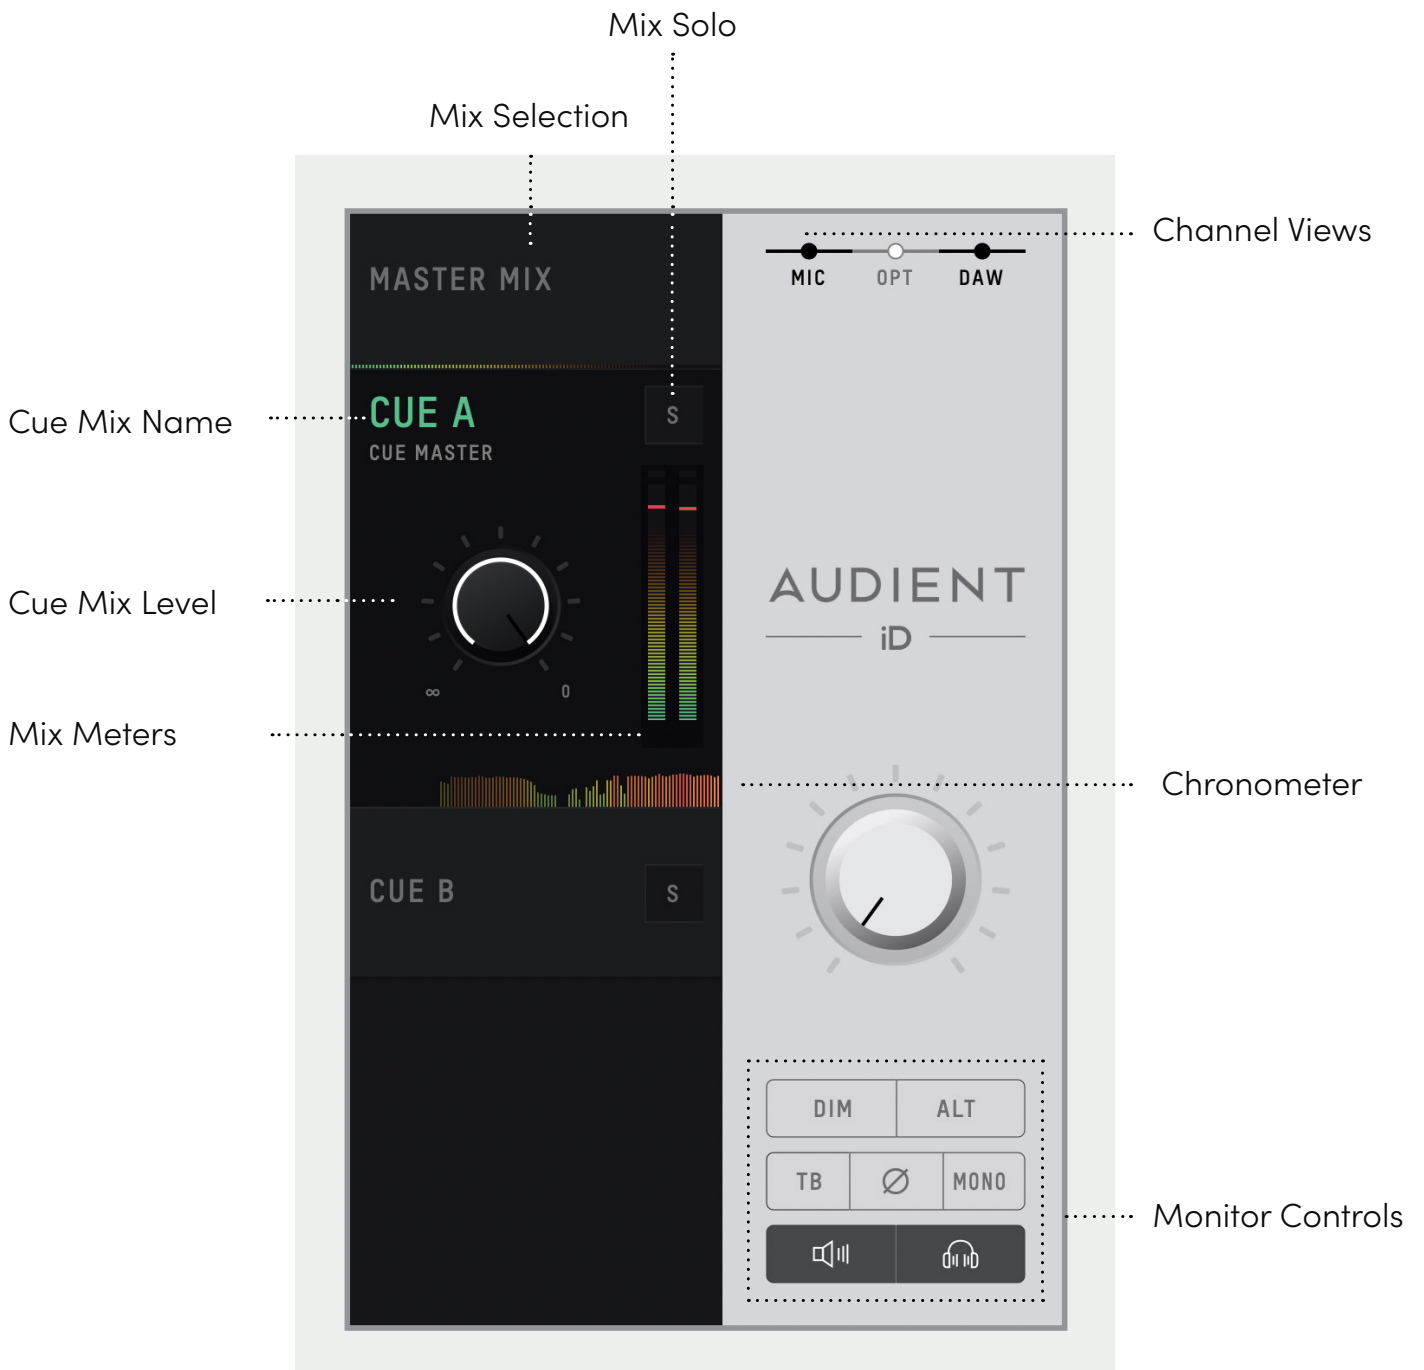 Mix Solo
Mix Selection
Channel Views
MASTER MIX
MIC OPT DAW
Cue Mix Name
CUE A
S
CUE MASTER
AUDIENT
iD
Cue Mix Level
∞ 0
Mix Meters
Chronometer
CUE B
S
DIM ALT
TB Ø MONO
Monitor Controls